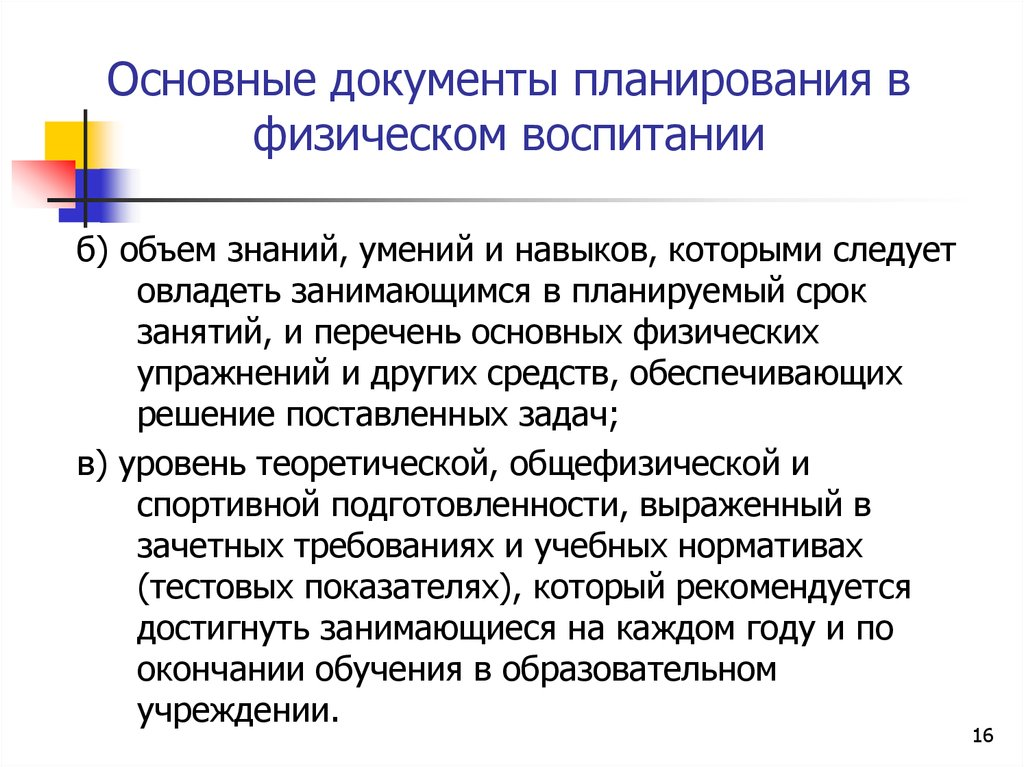 Основные документы планирования в
физическом воспитании
б) объем знаний, умений и навыков, которыми следует
овладеть занимающимся в планируемый срок
занятий, и перечень основных физических
упражнений и других средств, обеспечивающих
решение поставленных задач;
в) уровень теоретической, общефизической и
спортивной подготовленности, выраженный в
зачетных требованиях и учебных нормативах
(тестовых показателях), который рекомендуется
достигнуть занимающиеся на каждом году и по
окончании обучения в образовательном
учреждении.
16